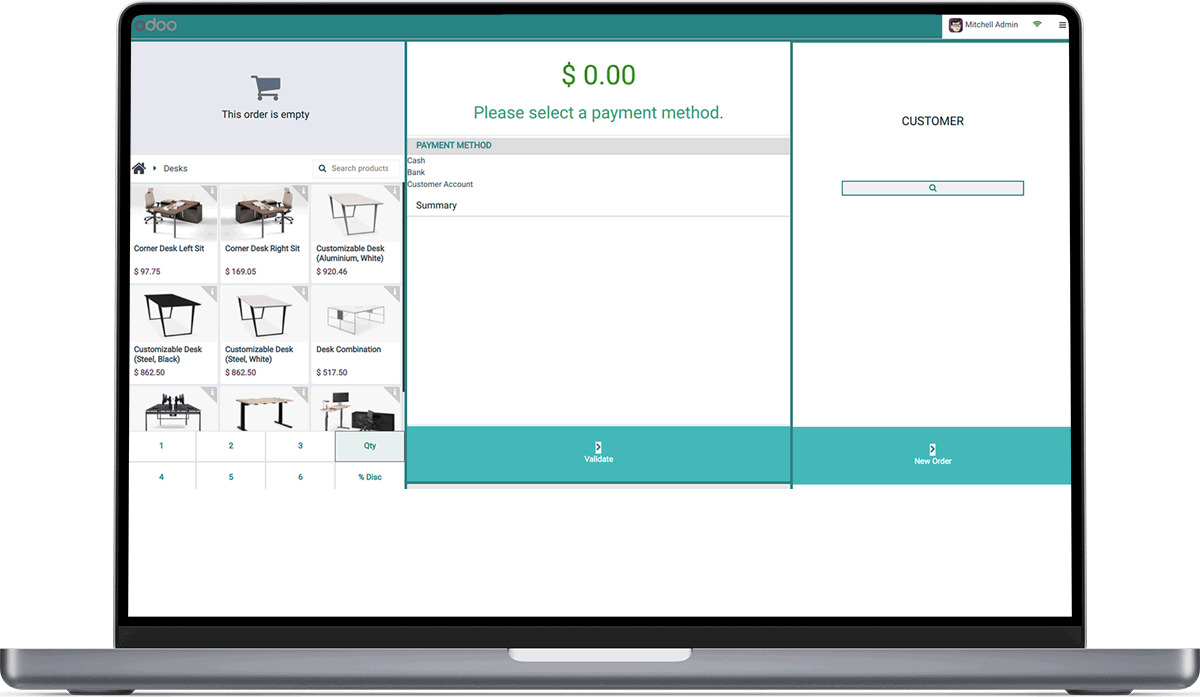 odoo
Mitchell Admin
This order is empty
Desks
Search products
Corner Desk Left Sit
$ 97.75
Corner Desk Right Sit
$ 169.05
Customizable Desk
(Aluminium, White)
$ 920.46
Customizable Desk
(Steel, Black)
$ 862.50
Customizable Desk
(Steel, White)
$ 862.50
Desk Combination
$ 517.50
1
2
3
Qty
4
5
6
% Disc
$ 0.00
Please select a payment method.
PAYMENT METHOD
Cash
Bank
Customer Account
Summary
Validate
CUSTOMER
New Order